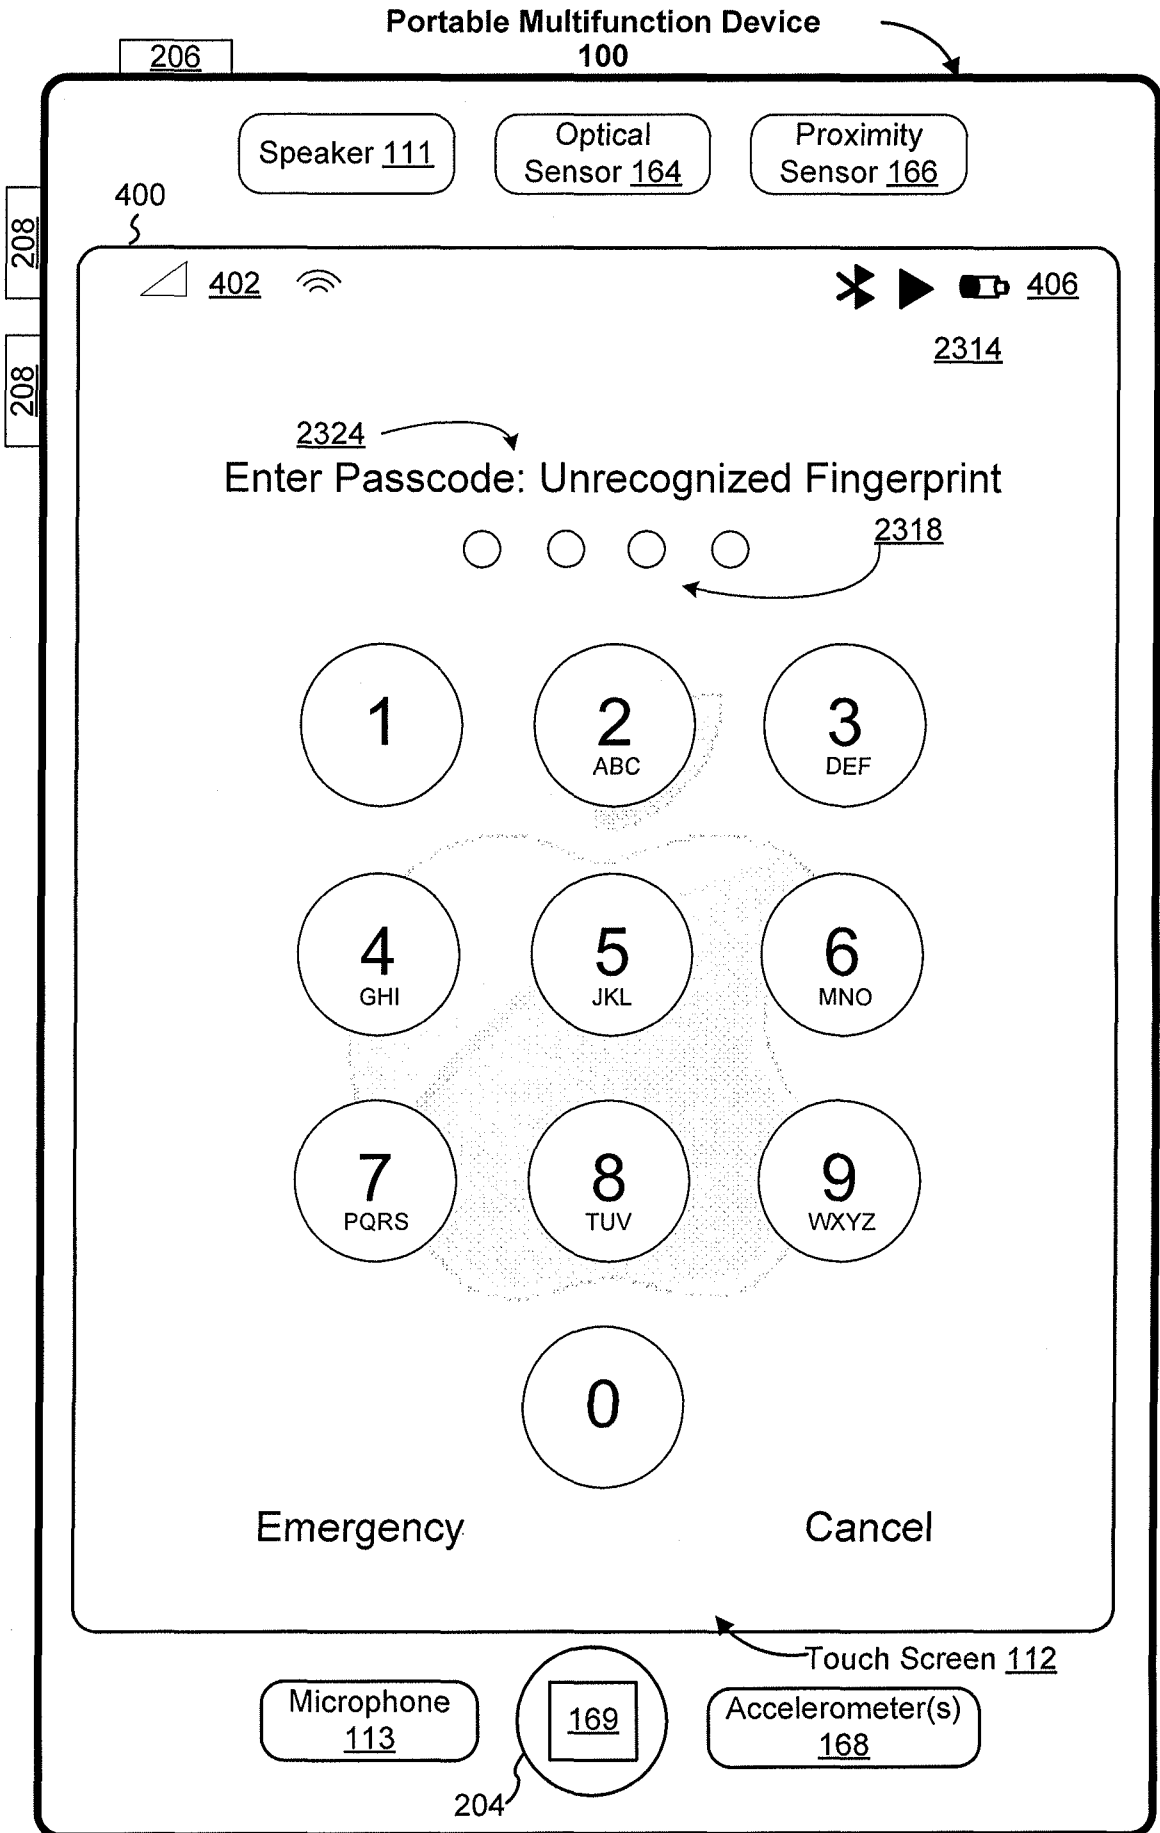 Portable Multifunction Device
100
206
Speaker 111
Optical
Sensor 164
Proximity
Sensor 166
208
400
402
406
208
2314
2324
Enter Passcode: Unrecognized Fingerprint
2318
1
2
ABC
3
DEF
4
GHI
5
JKL
6
MNO
7
PQRS
8
TUV
9
WXYZ
0
Emergency
Cancel
Touch Screen 112
Microphone
113
169
Accelerometer(s)
168
204